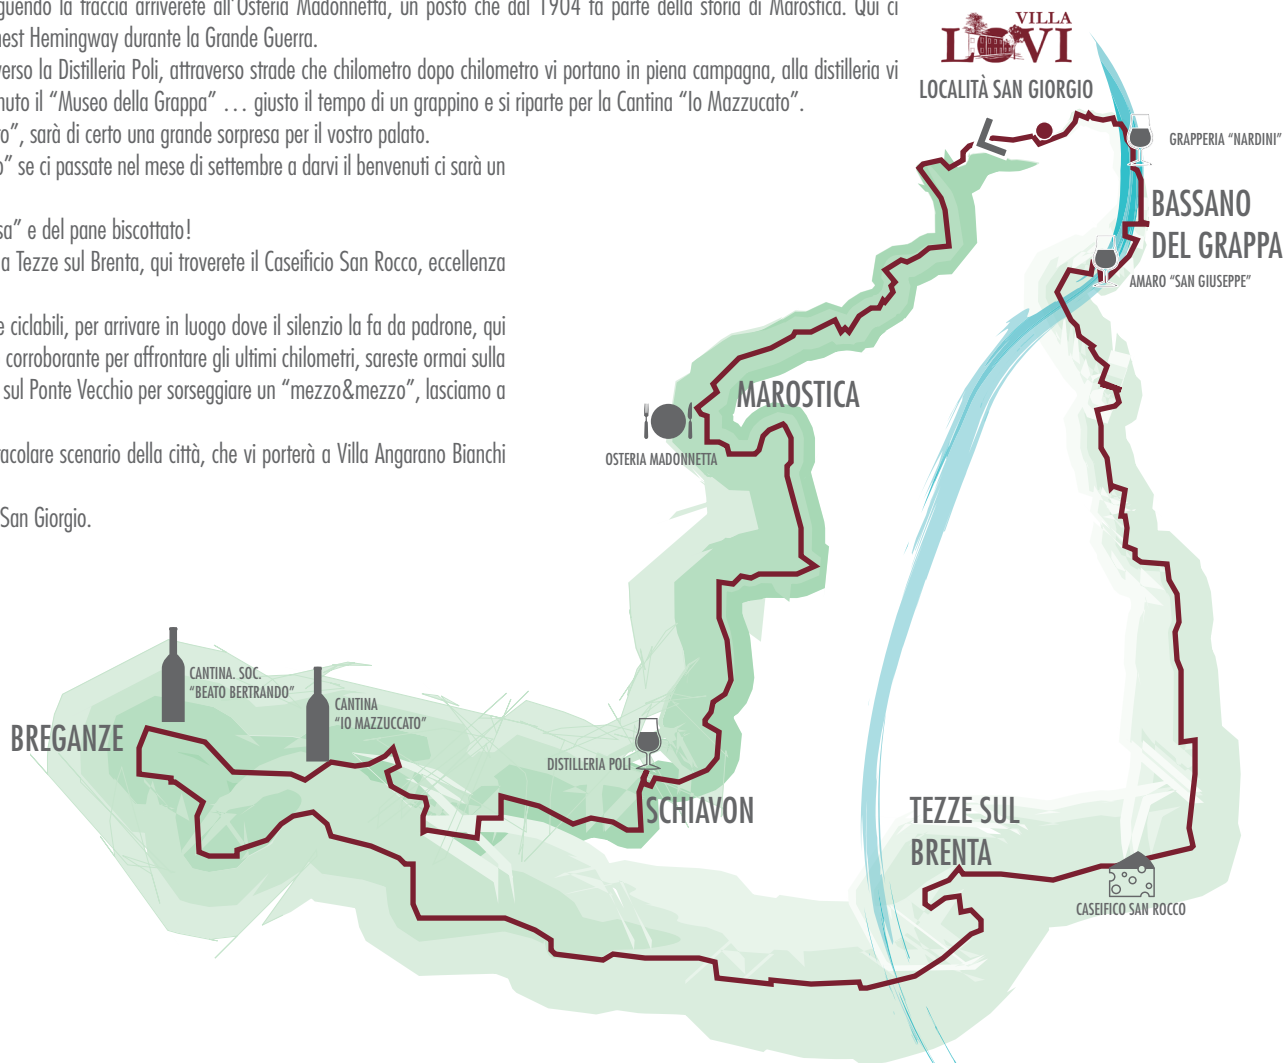 guendo la traccia arriverete all’Osteria Madonnetta, un posto che dal 1904 fa parte della storia di Marostica. Qui ci
nest Hemingway durante la Grande Guerra.
verso la Distilleria Poli, attraverso strade che chilometro dopo chilometro vi portano in piena campagna, alla distilleria vi
nuto il “Museo della Grappa” … giusto il tempo di un grappino e si riparte per la Cantina “Io Mazzucato”.
o”, sarà di certo una grande sorpresa per il vostro palato.
o” se ci passate nel mese di settembre a darvi il benvenuti ci sarà un
sa” e del pane biscottato!
a Tezze sul Brenta, qui troverete il Caseificio San Rocco, eccellenza
e ciclabili, per arrivare in luogo dove il silenzio la fa da padrone, qui
corroborante per affrontare gli ultimi chilometri, sareste ormai sulla
sul Ponte Vecchio per sorseggiare un “mezzo&mezzo”, lasciamo a
acolare scenario della città, che vi porterà a Villa Angarano Bianchi
San Giorgio.
VILLA
LOVI
LOCALITÀ SAN GIORGIO
GRAPPERIA “NARDINI”
BASSANO
DEL GRAPPA
AMARO “SAN GIUSEPPE”
MAROSTICA
OSTERIA MADONNETTA
CANTINA. SOC.
“BEATO BERTRANDO”
CANTINA
“IO MAZZUCCATO”
BREGANZE
DISTILLERIA POLI
SCHIAVON
TEZZE SUL
BRENTA
CASEIFICO SAN ROCCO